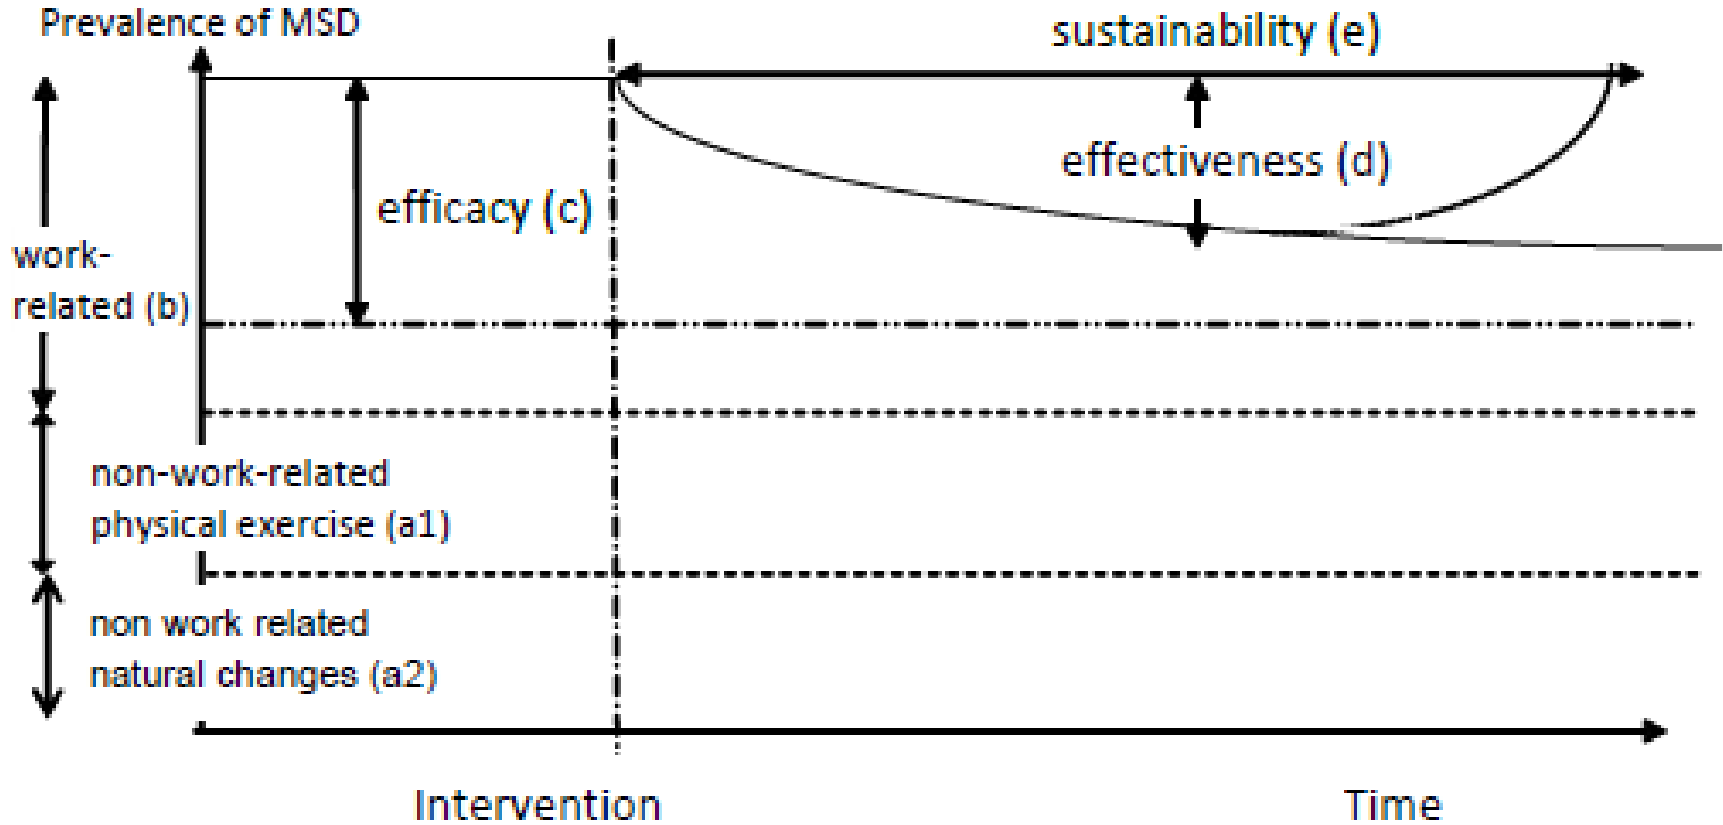 Prevalence of MSD
sustainability (e)
effectiveness (d)
efficacy (c)
work-
related (b)
non-work-related
physical exercise (a1)
non work related
natural changes (a2)
Intervention
Time